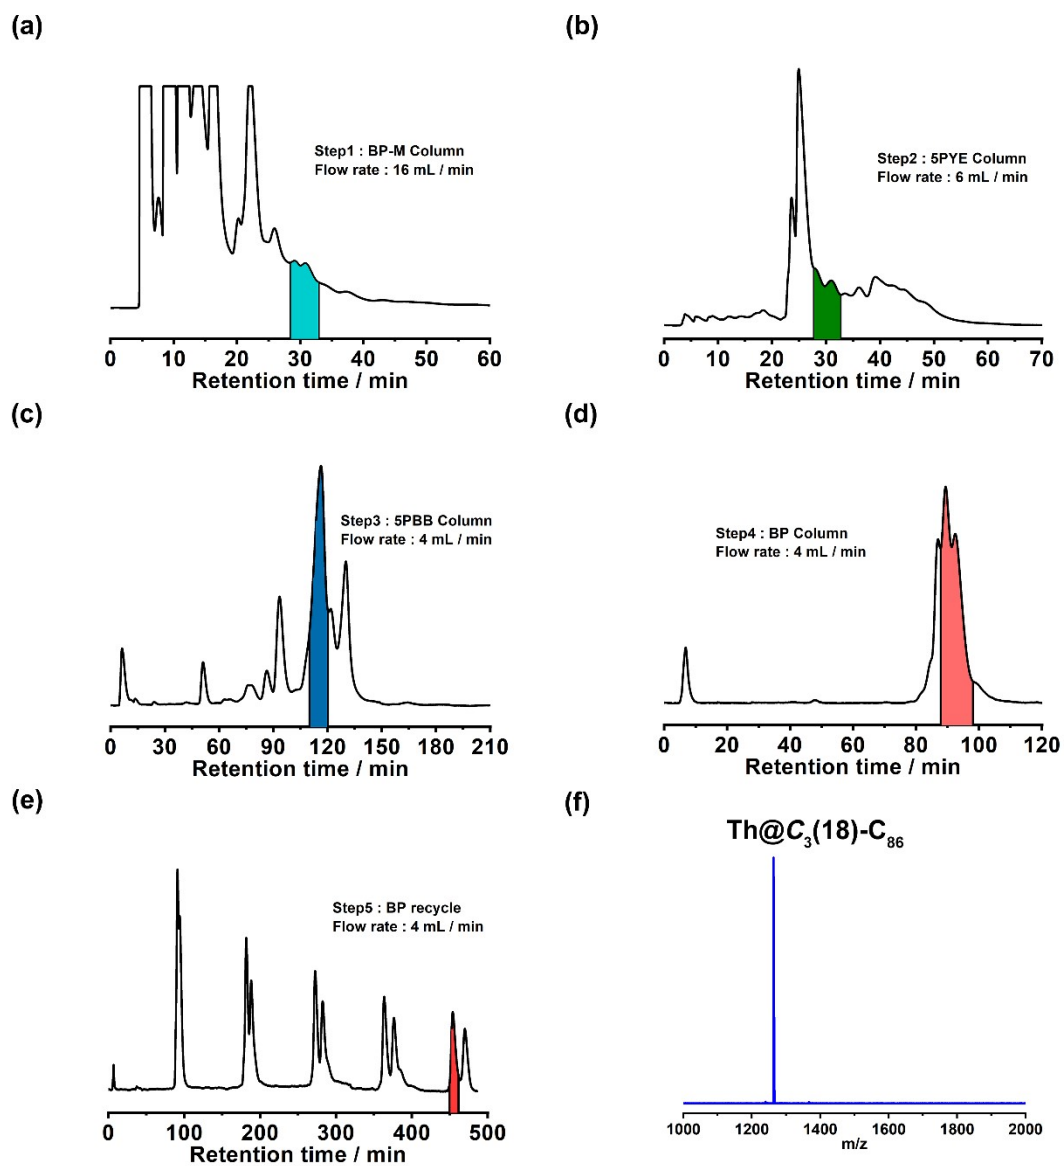 (a)
Step1 : BP-M Column
Flow rate : 16 mL / min
0 10 20 30 40 50 60
Retention time / min
(b)
Step2 : 5PYE Column
Flow rate : 6 mL / min
0 10 20 30 40 50 60 70
Retention time / min
(c)
Step3 : 5PBB Column
Flow rate : 4 mL / min
0 30 60 90 120 150 180 210
Retention time / min
(d)
Step4 : BP Column
Flow rate : 4 mL / min
0 20 40 60 80 100 120
Retention time / min
(e)
Step5 : BP recycle
Flow rate : 4 mL / min
0 100 200 300 400 500
Retention time / min
(f)
Th@C₃(18)-C₈₆
1000 1200 1400 1600 1800 2000
m/z